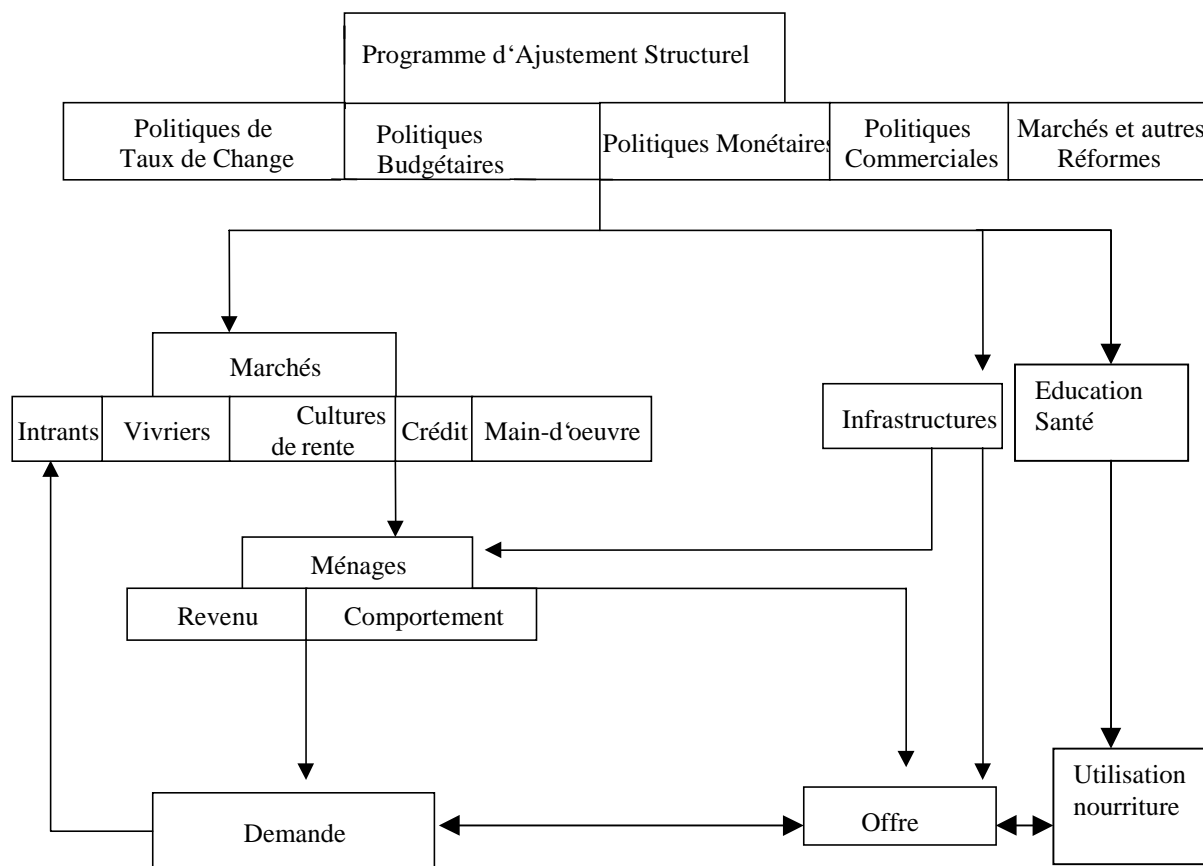 Programme d‘Ajustement Structurel
Politiques de
Taux de Change
Politiques
Budgétaires
Politiques Monétaires
Politiques
Commerciales
Marchés et autres
Réformes
Marchés
Intrants
Vivriers
Cultures
de rente
Crédit
Main-d‘oeuvre
Infrastructures
Education
Santé
Ménages
Revenu
Comportement
Demande
Offre
Utilisation
nourriture